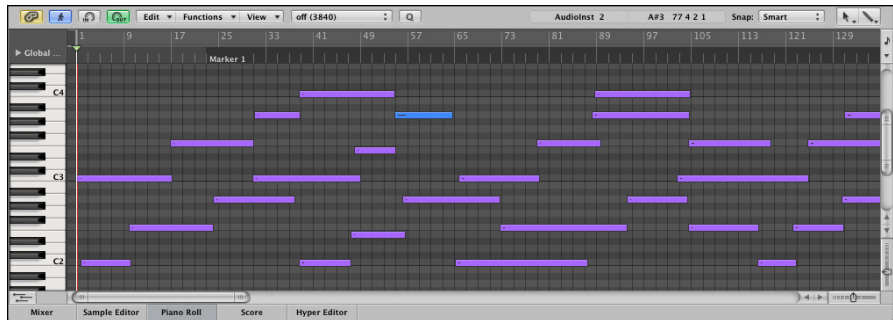 Edit Functions View off (3840) Q AudioInst 2 A#3 77 4 2 1 Snap: Smart
1 9 17 25 33 41 49 57 65 73 81 89 97 105 113 121 129
Global ...
Marker 1
C4
C3
C2
Mixer Sample Editor Piano Roll Score Hyper Editor